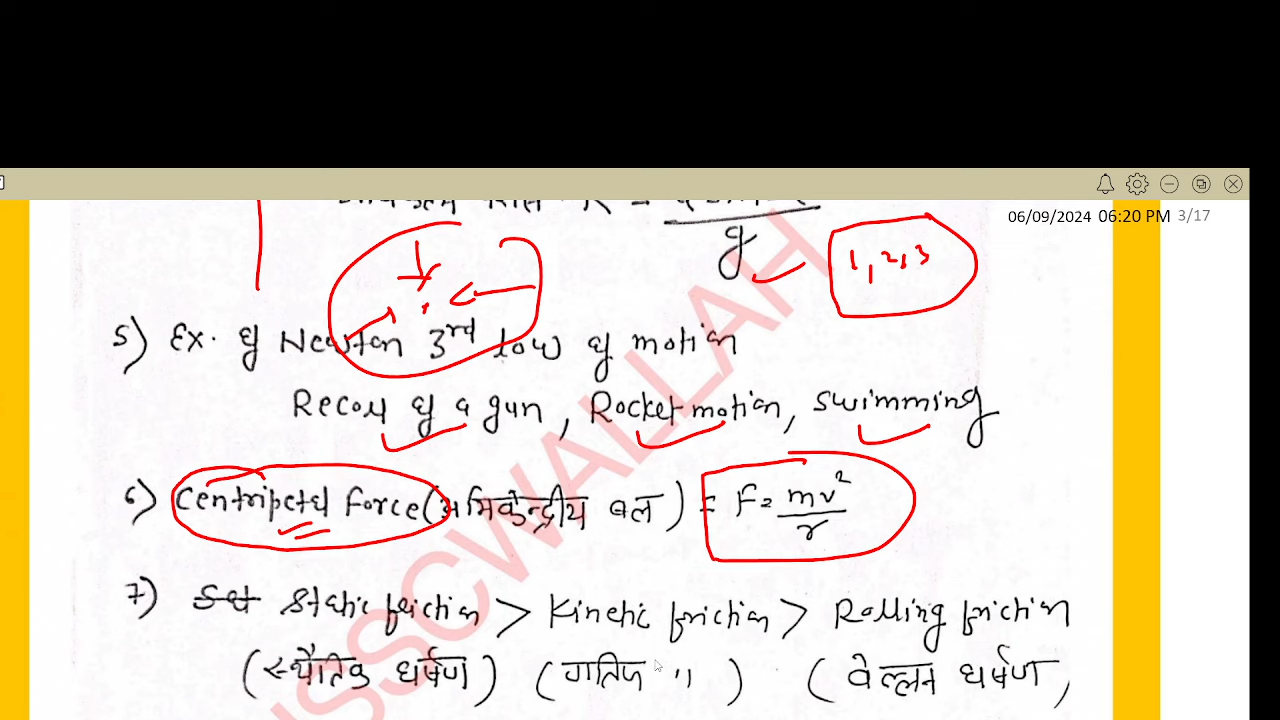 06/09/2024 06:20 PM 3/17
g
1, 2, 3
5) Ex. of Newton 3rd low of motion
Recoil of a gun, Rocket motion, swimming
6) Centripetal Force (अभिकेन्द्रीय बल) = F = mv²/r
7) Static friction > Kinetic friction > Rolling friction
(स्थैतिक घर्षण) (गतिज '' ) (वेल्लन घर्षण,
SSCWALLAH